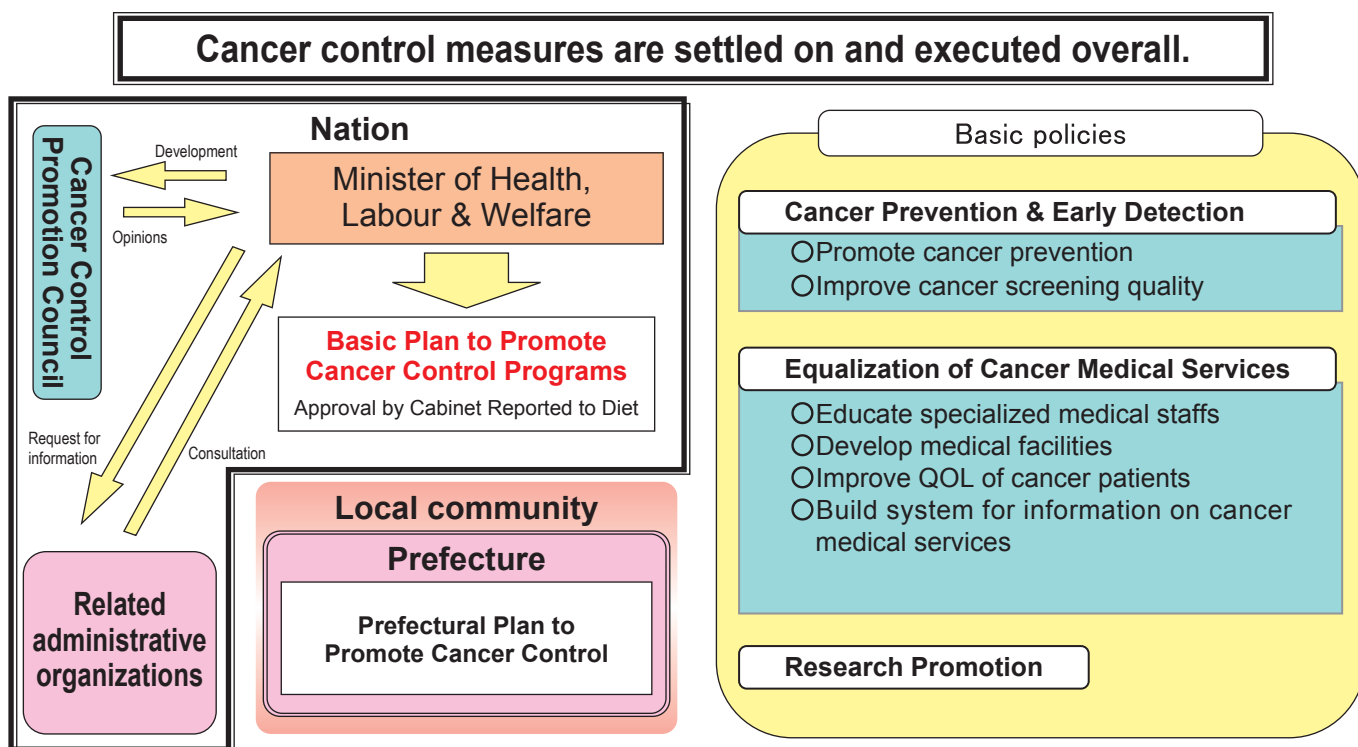 Cancer control measures are settled on and executed overall.
Nation
Cancer Control
Promotion Council
Development
Opinions
Minister of Health,
Labour & Welfare
Basic Plan to Promote
Cancer Control Programs
Approval by Cabinet Reported to Diet
Request for
information
Consultation
Related
administrative
organizations
Local community
Prefecture
Prefectural Plan to
Promote Cancer Control
Basic policies
Cancer Prevention & Early Detection
○Promote cancer prevention
○Improve cancer screening quality
Equalization of Cancer Medical Services
○Educate specialized medical staffs
○Develop medical facilities
○Improve QOL of cancer patients
○Build system for information on cancer
medical services
Research Promotion